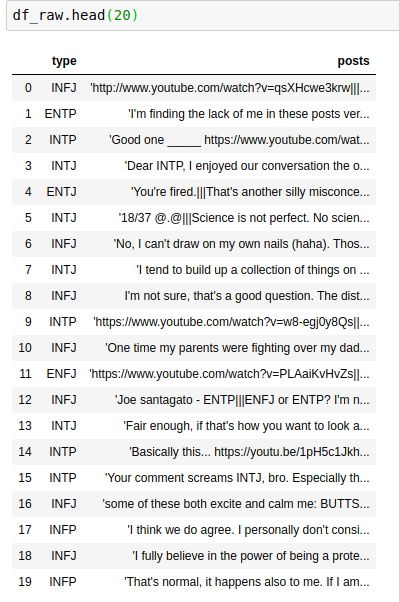 df_raw.head(20)
type posts
0 INFJ 'http://www.youtube.com/watch?v=qsXHcwe3krw|||...
1 ENTP 'I'm finding the lack of me in these posts ver...
2 INTP 'Good one _____ https://www.youtube.com/wat...
3 INTJ 'Dear INTP, I enjoyed our conversation the o...
4 ENTJ 'You're fired.|||That's another silly misconce...
5 INTJ '18/37 @.@|||Science is not perfect. No scien...
6 INFJ 'No, I can't draw on my own nails (haha). Thos...
7 INTJ 'I tend to build up a collection of things on ...
8 INFJ I'm not sure, that's a good question. The dist...
9 INTP 'https://www.youtube.com/watch?v=w8-egj0y8Qs||...
10 INFJ 'One time my parents were fighting over my dad...
11 ENFJ 'https://www.youtube.com/watch?v=PLAaiKvHvZs||...
12 INFJ 'Joe santagato - ENTP|||ENFJ or ENTP? I'm n...
13 INTJ 'Fair enough, if that's how you want to look a...
14 INTP 'Basically this... https://youtu.be/1pH5c1Jkh...
15 INTP 'Your comment screams INTJ, bro. Especially th...
16 INFJ 'some of these both excite and calm me: BUTTS...
17 INFP 'I think we do agree. I personally don't consi...
18 INFJ 'I fully believe in the power of being a prote...
19 INFP 'That's normal, it happens also to me. If I am...